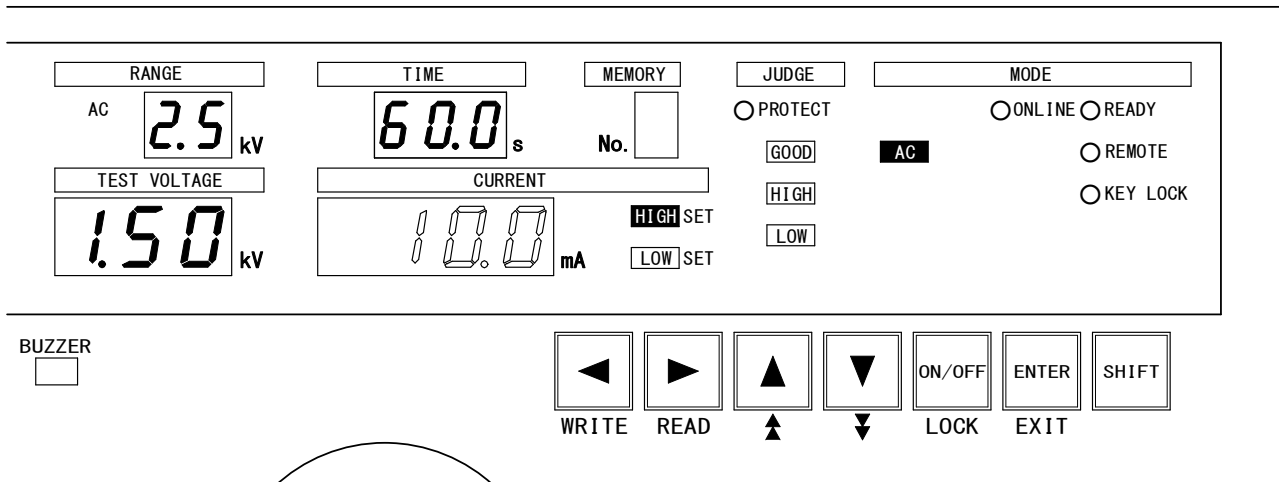 RANGE TIME MEMORY JUDGE MODE
AC 2.5 kV 60.0 s No. PROTECT ONLINE READY
GOOD AC REMOTE
TEST VOLTAGE CURRENT HIGH KEY LOCK
1.50 kV 10.0 mA HIGH SET
LOW SET LOW
BUZZER
ON/OFF ENTER SHIFT
WRITE READ LOCK EXIT